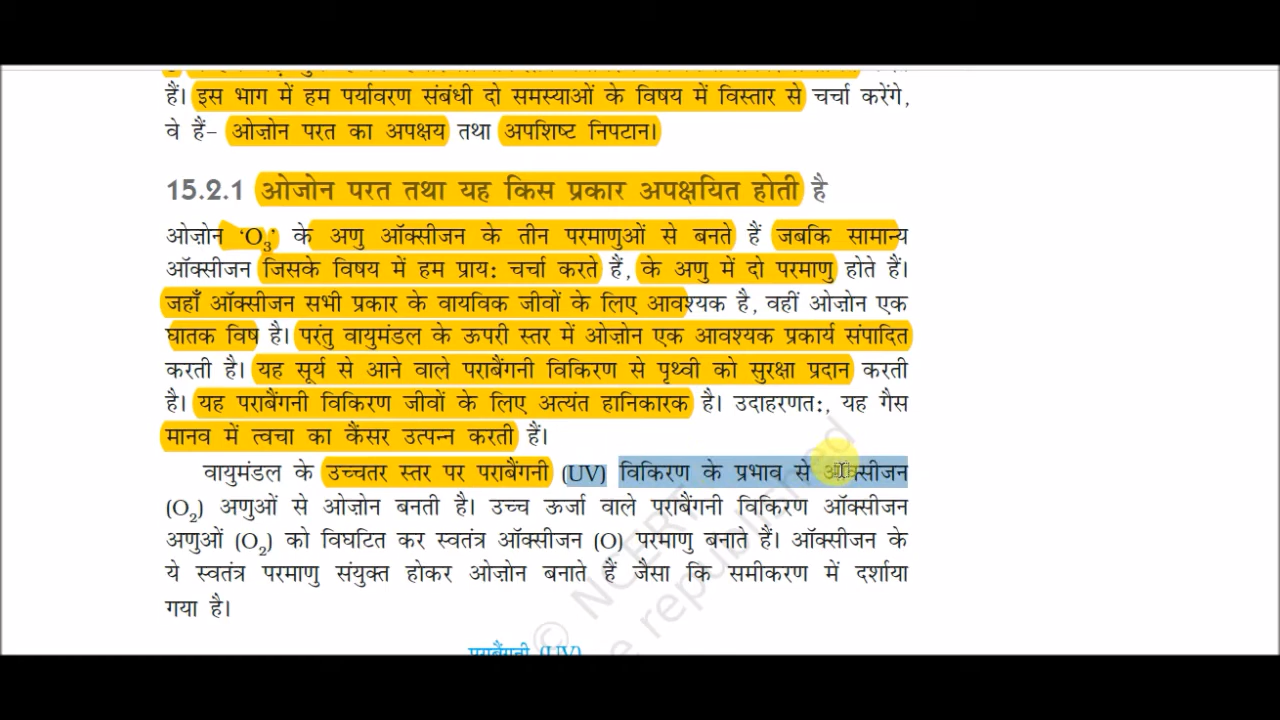 हैं। इस भाग में हम पर्यावरण संबंधी दो समस्याओं के विषय में विस्तार से चर्चा करेंगे,
वे हैं– ओज़ोन परत का अपक्षय तथा अपशिष्ट निपटान।
15.2.1 ओजोन परत तथा यह किस प्रकार अपक्षयित होती है
ओज़ोन ‘O₃’ के अणु ऑक्सीजन के तीन परमाणुओं से बनते हैं जबकि सामान्य
ऑक्सीजन जिसके विषय में हम प्राय: चर्चा करते हैं, के अणु में दो परमाणु होते हैं।
जहाँ ऑक्सीजन सभी प्रकार के वायविक जीवों के लिए आवश्यक है, वहीं ओज़ोन एक
घातक विष है। परंतु वायुमंडल के ऊपरी स्तर में ओज़ोन एक आवश्यक प्रकार्य संपादित
करती है। यह सूर्य से आने वाले पराबैंगनी विकिरण से पृथ्वी को सुरक्षा प्रदान करती
है। यह पराबैंगनी विकिरण जीवों के लिए अत्यंत हानिकारक है। उदाहरणत:, यह गैस
मानव में त्वचा का कैंसर उत्पन्न करती हैं।
वायुमंडल के उच्चतर स्तर पर पराबैंगनी (UV) विकिरण के प्रभाव से ऑक्सीजन
(O₂) अणुओं से ओज़ोन बनती है। उच्च ऊर्जा वाले पराबैंगनी विकिरण ऑक्सीजन
अणुओं (O₂) को विघटित कर स्वतंत्र ऑक्सीजन (O) परमाणु बनाते हैं। ऑक्सीजन के
ये स्वतंत्र परमाणु संयुक्त होकर ओज़ोन बनाते हैं जैसा कि समीकरण में दर्शाया
गया है।
© NCERT
be republished
पराबैंगनी (UV)